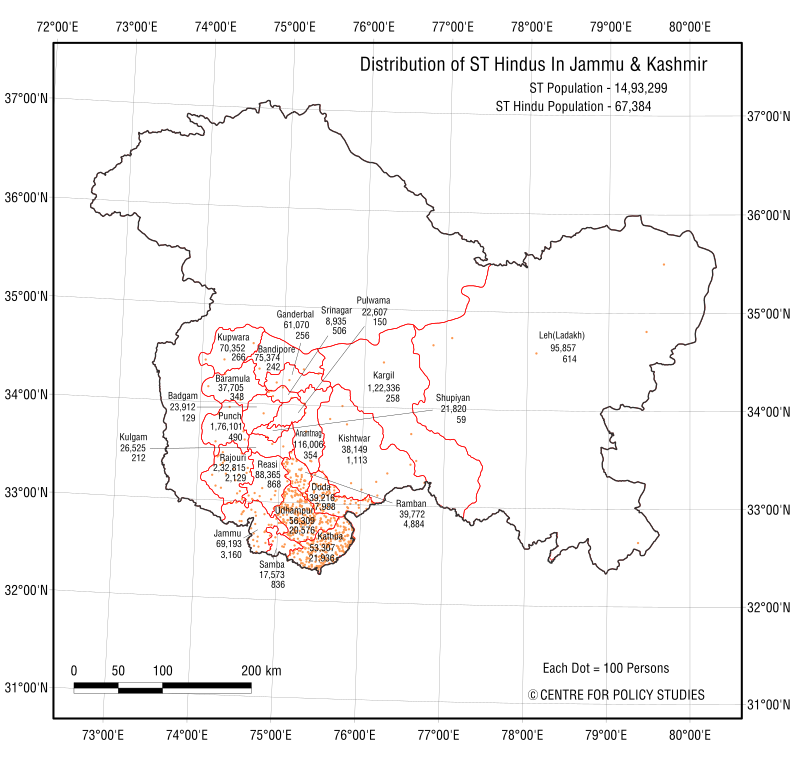 72°00'E 73°00'E 74°00'E 75°00'E 76°00'E 77°00'E 78°00'E 79°00'E 80°00'E
Distribution of ST Hindus In Jammu & Kashmir
ST Population - 14,93,299
ST Hindu Population - 67,384
37°00'N
37°00'N
36°00'N
36°00'N
35°00'N
35°00'N
34°00'N
34°00'N
33°00'N
33°00'N
32°00'N
32°00'N
31°00'N
31°00'N
Pulwama
22,607
150
Srinagar
8,935
506
Ganderbal
61,070
256
Kupwara
70,352
266
Bandipore
75,374
242
Leh(Ladakh)
95,857
614
Baramula
37,705
348
Kargil
1,22,336
258
Badgam
23,912
129
Shupiyan
21,820
59
Punch
1,76,101
490
Kulgam
26,525
212
Anantnag
116,006
354
Kishtwar
38,149
1,113
Rajouri
2,32,815
2,129
Reasi
88,365
868
Doda
39,216
7,908
Ramban
39,772
4,884
Udhampur
56,309
20,576
Jammu
69,193
3,160
Kathua
53,307
21,936
Samba
17,573
836
0 50 100 200 km
Each Dot = 100 Persons
© CENTRE FOR POLICY STUDIES
73°00'E 74°00'E 75°00'E 76°00'E 77°00'E 78°00'E 79°00'E 80°00'E